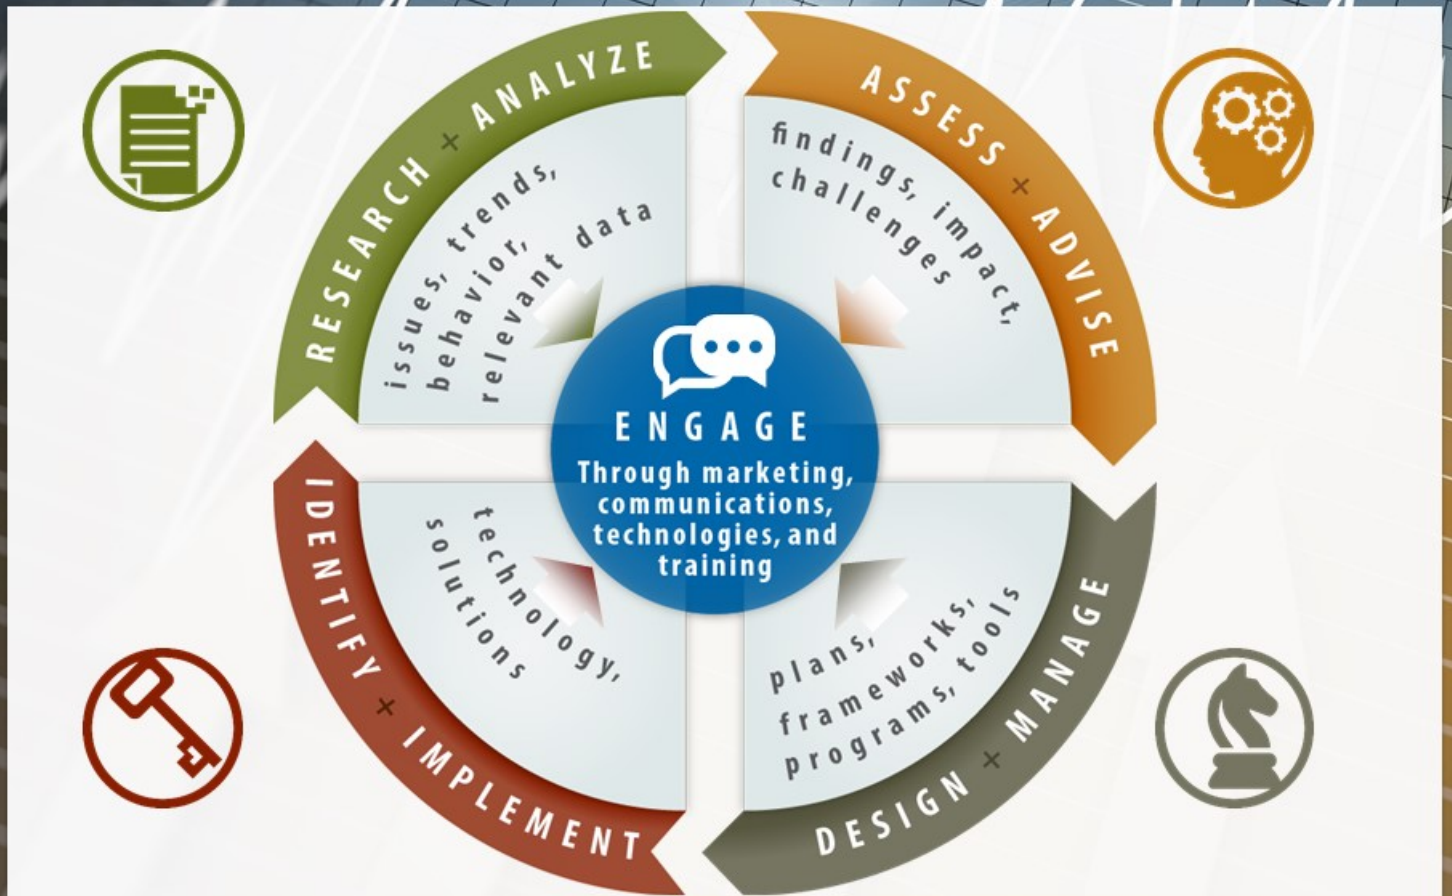 RESEARCH + ANALYZE
issues, trends,
behavior,
relevant data
ASSESS + ADVISE
findings, impact,
challenges
ENGAGE
Through marketing,
communications,
technologies, and
training
IDENTIFY + IMPLEMENT
technology,
solutions
DESIGN + MANAGE
plans,
frameworks,
programs, tools